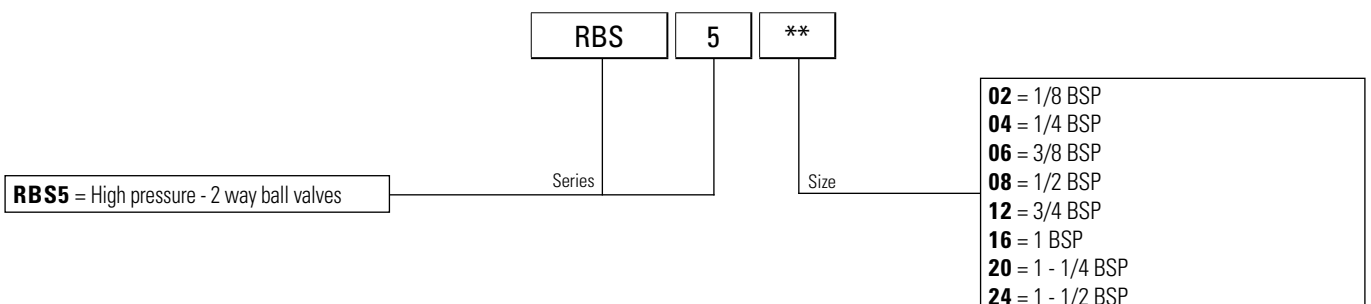 RBS 5 **
RBS5 = High pressure - 2 way ball valves
Series
Size
02 = 1/8 BSP
04 = 1/4 BSP
06 = 3/8 BSP
08 = 1/2 BSP
12 = 3/4 BSP
16 = 1 BSP
20 = 1 - 1/4 BSP
24 = 1 - 1/2 BSP